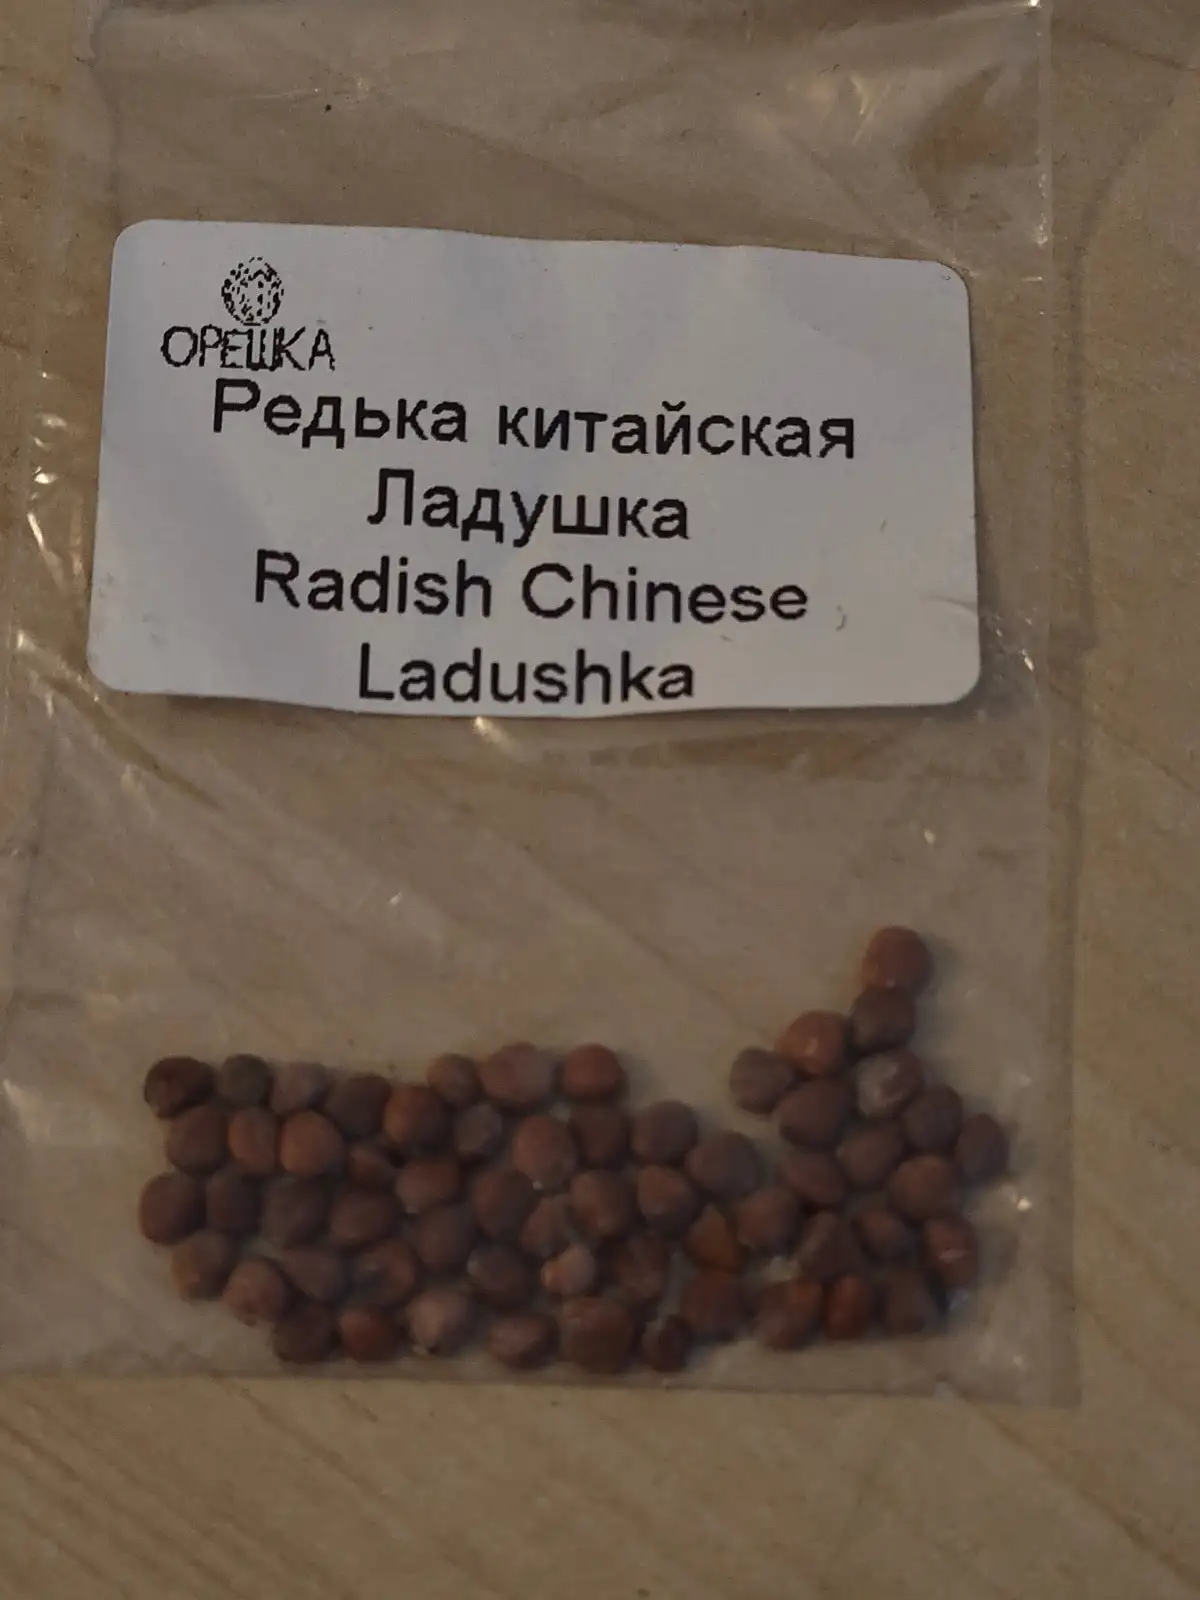 ОРЕШКА
Редька китайская
Ладушка
Radish Chinese
Ladushka